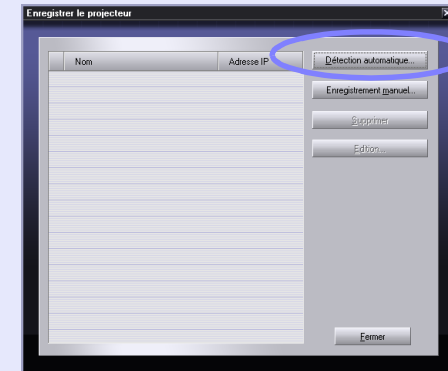 Enregistrer le projecteur
Nom
Adresse IP
Détection automatique...
Enregistrement manuel...
Supprimer
Edition...
Fermer